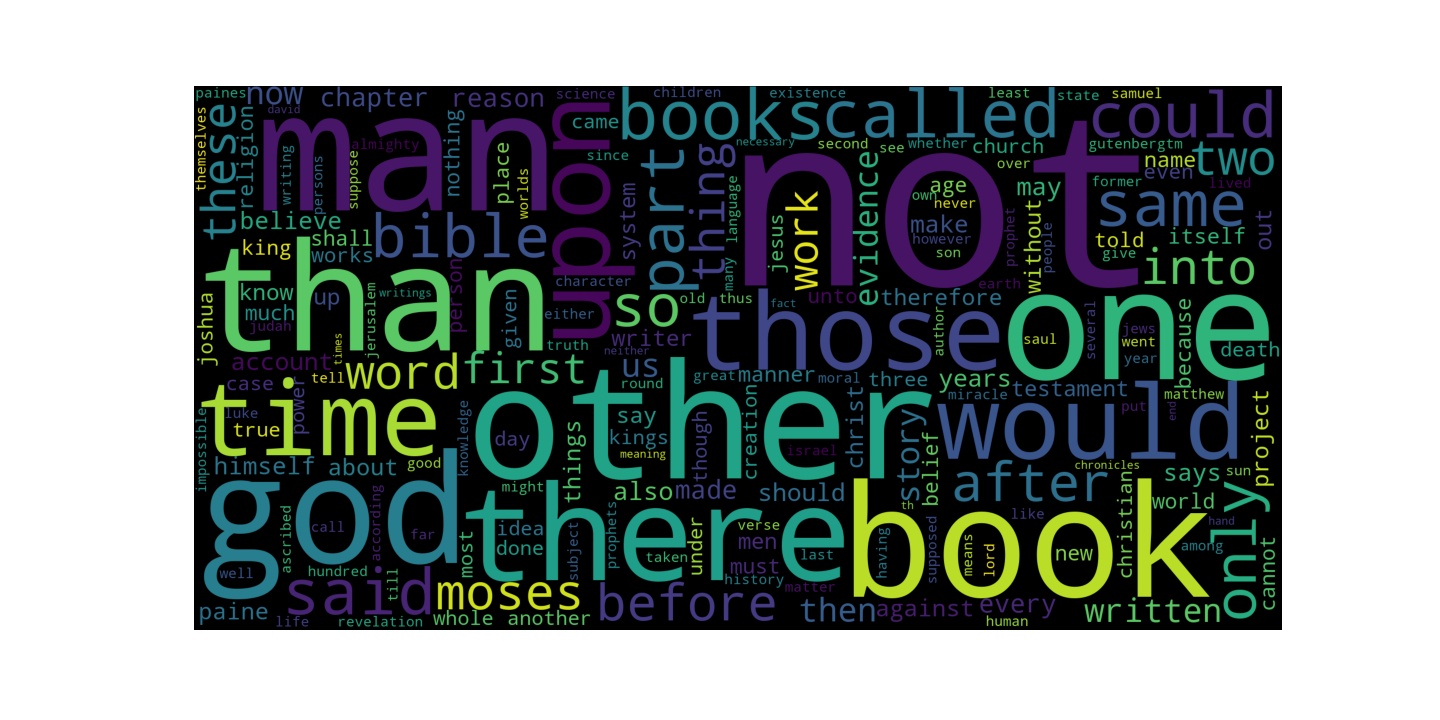 paines now chapter reason science children existence least state samuel
david books called could
themselves these religion man upon came part thing not two
writing persons suppose almighty nothing place worlds since necessary second see whether church gutenbergtm over name even
language own age never may former lived same out
believe king shall works bible system jesus work evidence make however son prophet people without told give itself
than person character many earth into
joshua know much judah up jerusalem writings given either so old thus fact unto therefore those one
account times truth neither writer author saul several jews went year because death
case power tell word first us round great manner moral three years miracle testament put end matthew
impossible luke true time knowledge other day say kings meaning though creation israel christ story would project
himself about good things belief after chronicles says sun
god call according far might also made should th like christian world only hand
ascribed there idea done subject prophets taken under verse men last having supposed means lord book new among
well hundred till most must history matter cannot
paine life said revelation moses whole another before then against every human written